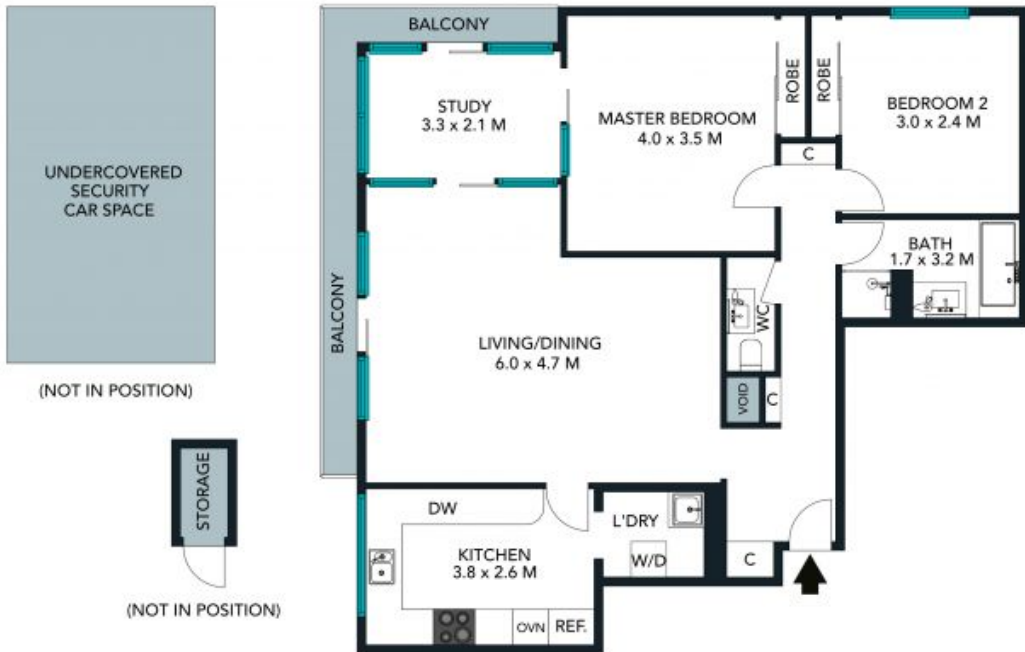 BALCONY
STUDY
3.3 x 2.1 M
MASTER BEDROOM
4.0 x 3.5 M
ROBE
ROBE
BEDROOM 2
3.0 x 2.4 M
UNDERCOVERED
SECURITY
CAR SPACE
(NOT IN POSITION)
C
BATH
1.7 x 3.2 M
BALCONY
LIVING/DINING
6.0 x 4.7 M
WC
VOID
C
STORAGE
(NOT IN POSITION)
DW
KITCHEN
3.8 x 2.6 M
OVN
REF.
L'DRY
W/D
C